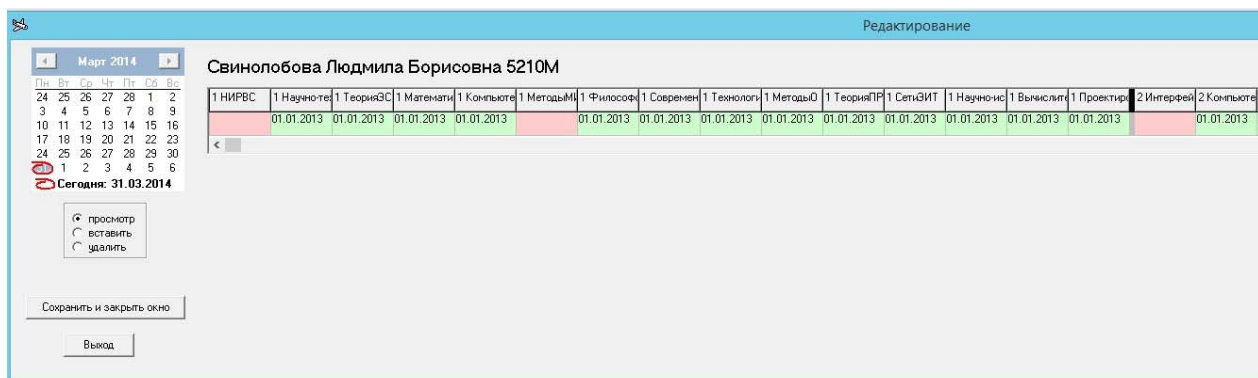 Редактирование
Март 2014
Свинолобова Людмила Борисовна 5210М
Пн Вт Ср Чт Пт Сб Вс
24 25 26 27 28 1 2
3 4 5 6 7 8 9
10 11 12 13 14 15 16
17 18 19 20 21 22 23
24 25 26 27 28 29 30
1 2 3 4 5 6
Сегодня: 31.03.2014
1 НИРВС 1 Научно-те 1 ТеорияЭС 1 Математи 1 Компьюте 1 МетодыМ 1 Философ 1 Современ 1 Технологи 1 МетодыО 1 ТеорияПР 1 СетиЭИТ 1 Научно-ис 1 Вычислит 1 Проектир 2 Интерфей 2 Компьюте
01.01.2013 01.01.2013 01.01.2013 01.01.2013 01.01.2013 01.01.2013 01.01.2013 01.01.2013 01.01.2013 01.01.2013 01.01.2013 01.01.2013 01.01.2013 01.01.2013
просмотр
вставить
удалить
Сохранить и закрыть окно
Выход